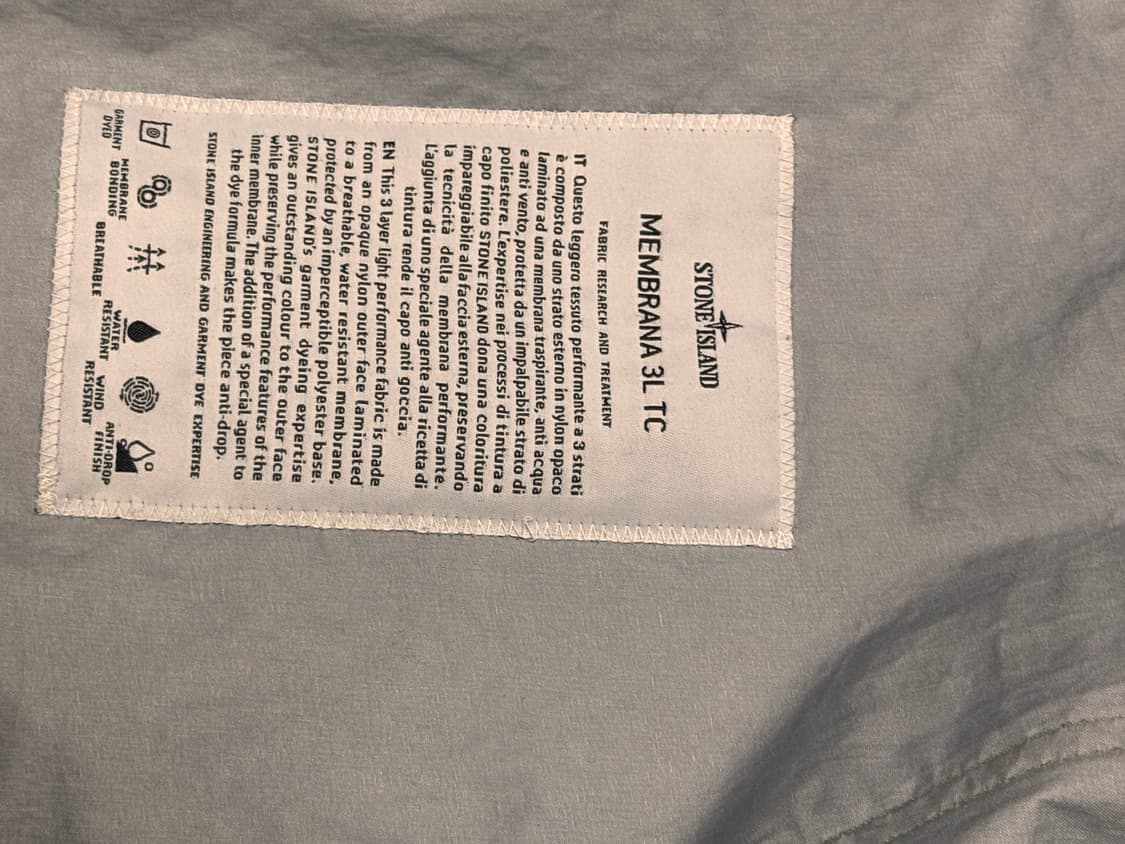 STONE ISLAND
MEMBRANA 3L TC
FABRIC RESEARCH AND TREATMENT
IT Questo leggero tessuto performante a 3 strati
è composto da uno strato esterno in nylon opaco
laminato ad una membrana traspirante, anti acqua
e anti vento, protetta da un impalpabile strato di
poliestere. L'expertise nei processi di tintura a
capo finito STONE ISLAND dona una coloritura
impareggiabile alla faccia esterna, preservando
la tecnicità della membrana performante.
L'aggiunta di uno speciale agente alla ricetta di
tintura rende il capo anti goccia.
EN This 3 layer light performance fabric is made
from an opaque nylon outer face laminated
to a breathable, water resistant membrane,
protected by an imperceptible polyester base.
STONE ISLAND's garment dyeing expertise
gives an outstanding colour to the outer face
while preserving the performance features of the
inner membrane. The addition of a special agent to
the dye formula makes the piece anti-drop.
STONE ISLAND ENGINEERING AND GARMENT DYE EXPERTISE
GARMENT
DYED
MEMBRANE
BONDING
BREATHABLE
WATER
RESISTANT
WIND
RESISTANT
ANTI-DROP
FINISH